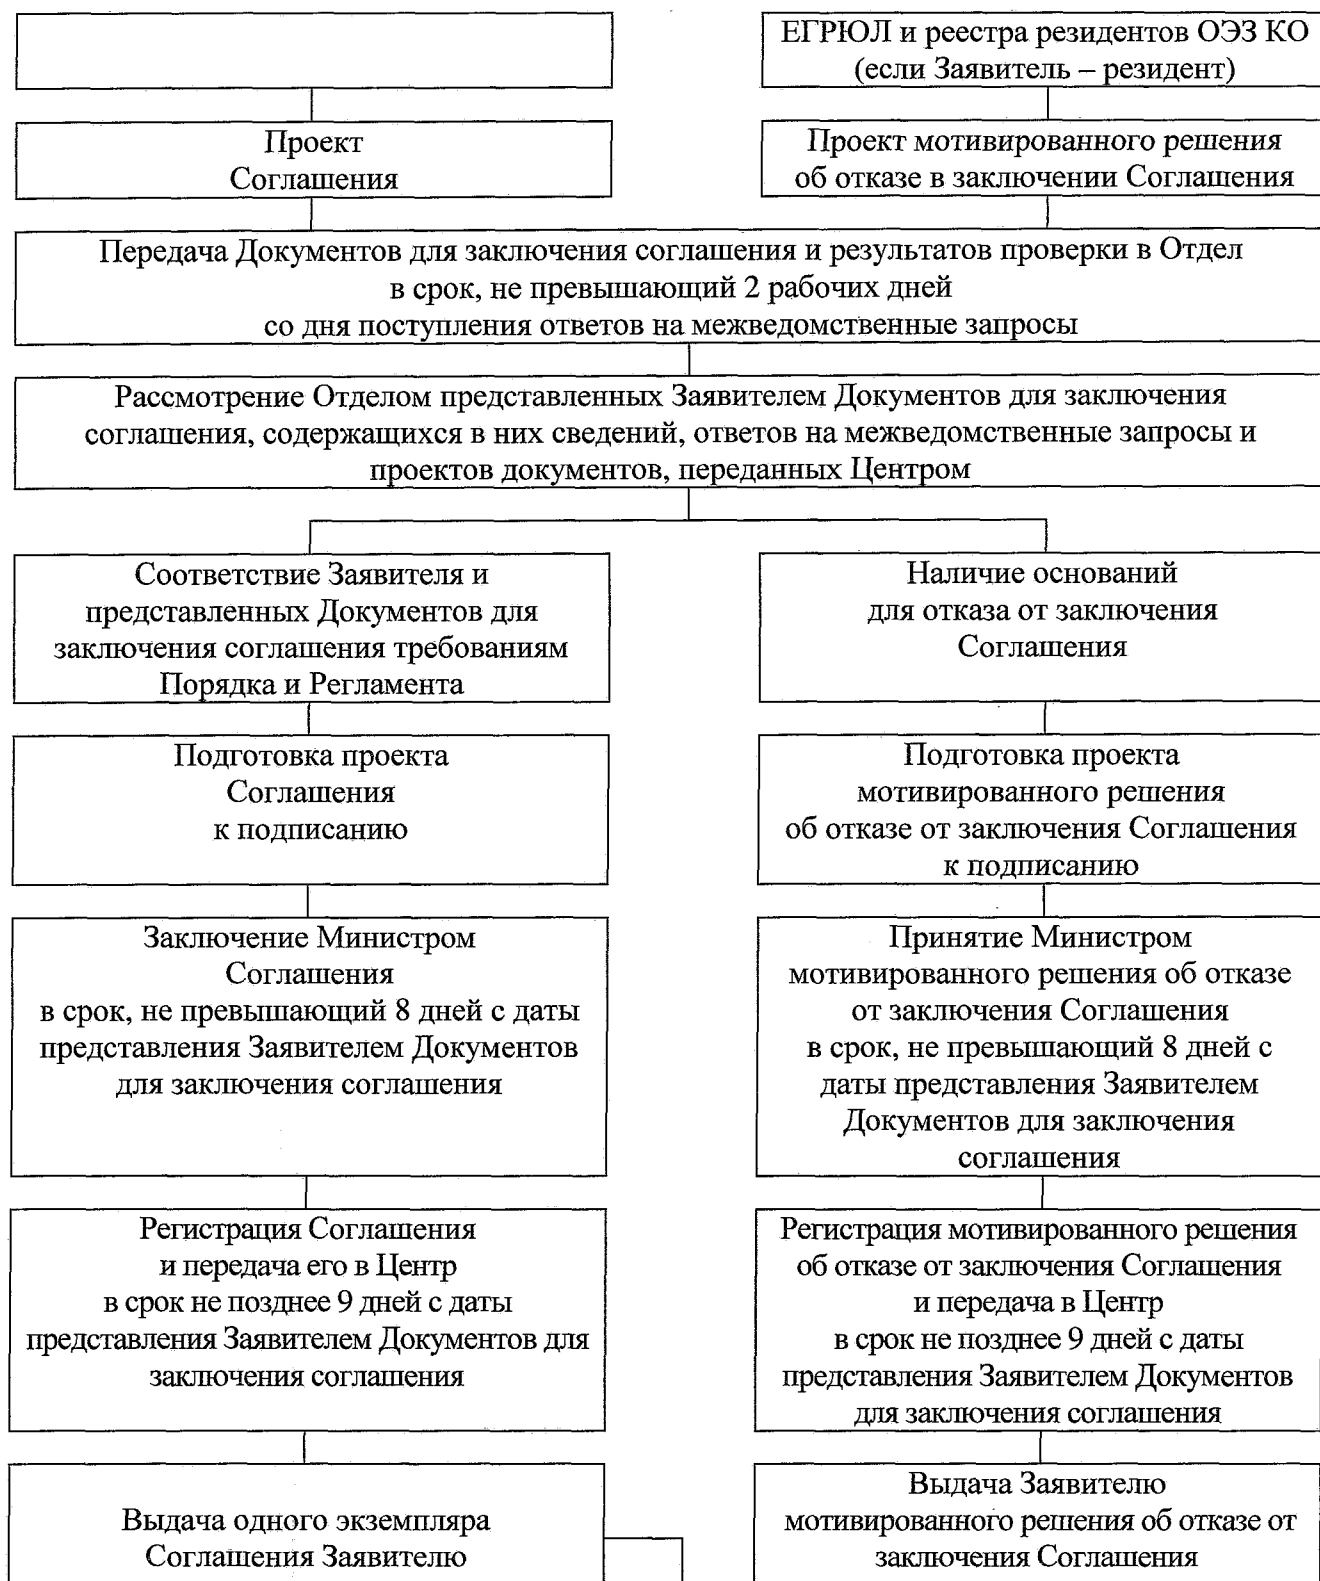 ЕГРЮЛ и реестра резидентов ОЭЗ КО
(если Заявитель – резидент)
Проект
Соглашения
Проект мотивированного решения
об отказе в заключении Соглашения
Передача Документов для заключения соглашения и результатов проверки в Отдел
в срок, не превышающий 2 рабочих дней
со дня поступления ответов на межведомственные запросы
Рассмотрение Отделом представленных Заявителем Документов для заключения
соглашения, содержащихся в них сведений, ответов на межведомственные запросы и
проектов документов, переданных Центром
Соответствие Заявителя и
представленных Документов для
заключения соглашения требованиям
Порядка и Регламента
Наличие оснований
для отказа от заключения
Соглашения
Подготовка проекта
Соглашения
к подписанию
Подготовка проекта
мотивированного решения
об отказе от заключения Соглашения
к подписанию
Заключение Министром
Соглашения
в срок, не превышающий 8 дней с даты
представления Заявителем Документов
для заключения соглашения
Принятие Министром
мотивированного решения об отказе
от заключения Соглашения
в срок, не превышающий 8 дней с
даты представления Заявителем
Документов для заключения
соглашения
Регистрация Соглашения
и передача его в Центр
в срок не позднее 9 дней с даты
представления Заявителем Документов для
заключения соглашения
Регистрация мотивированного решения
об отказе от заключения Соглашения
и передача в Центр
в срок не позднее 9 дней с даты
представления Заявителем Документов
для заключения соглашения
Выдача одного экземпляра
Соглашения Заявителю
Выдача Заявителю
мотивированного решения об отказе от
заключения Соглашения